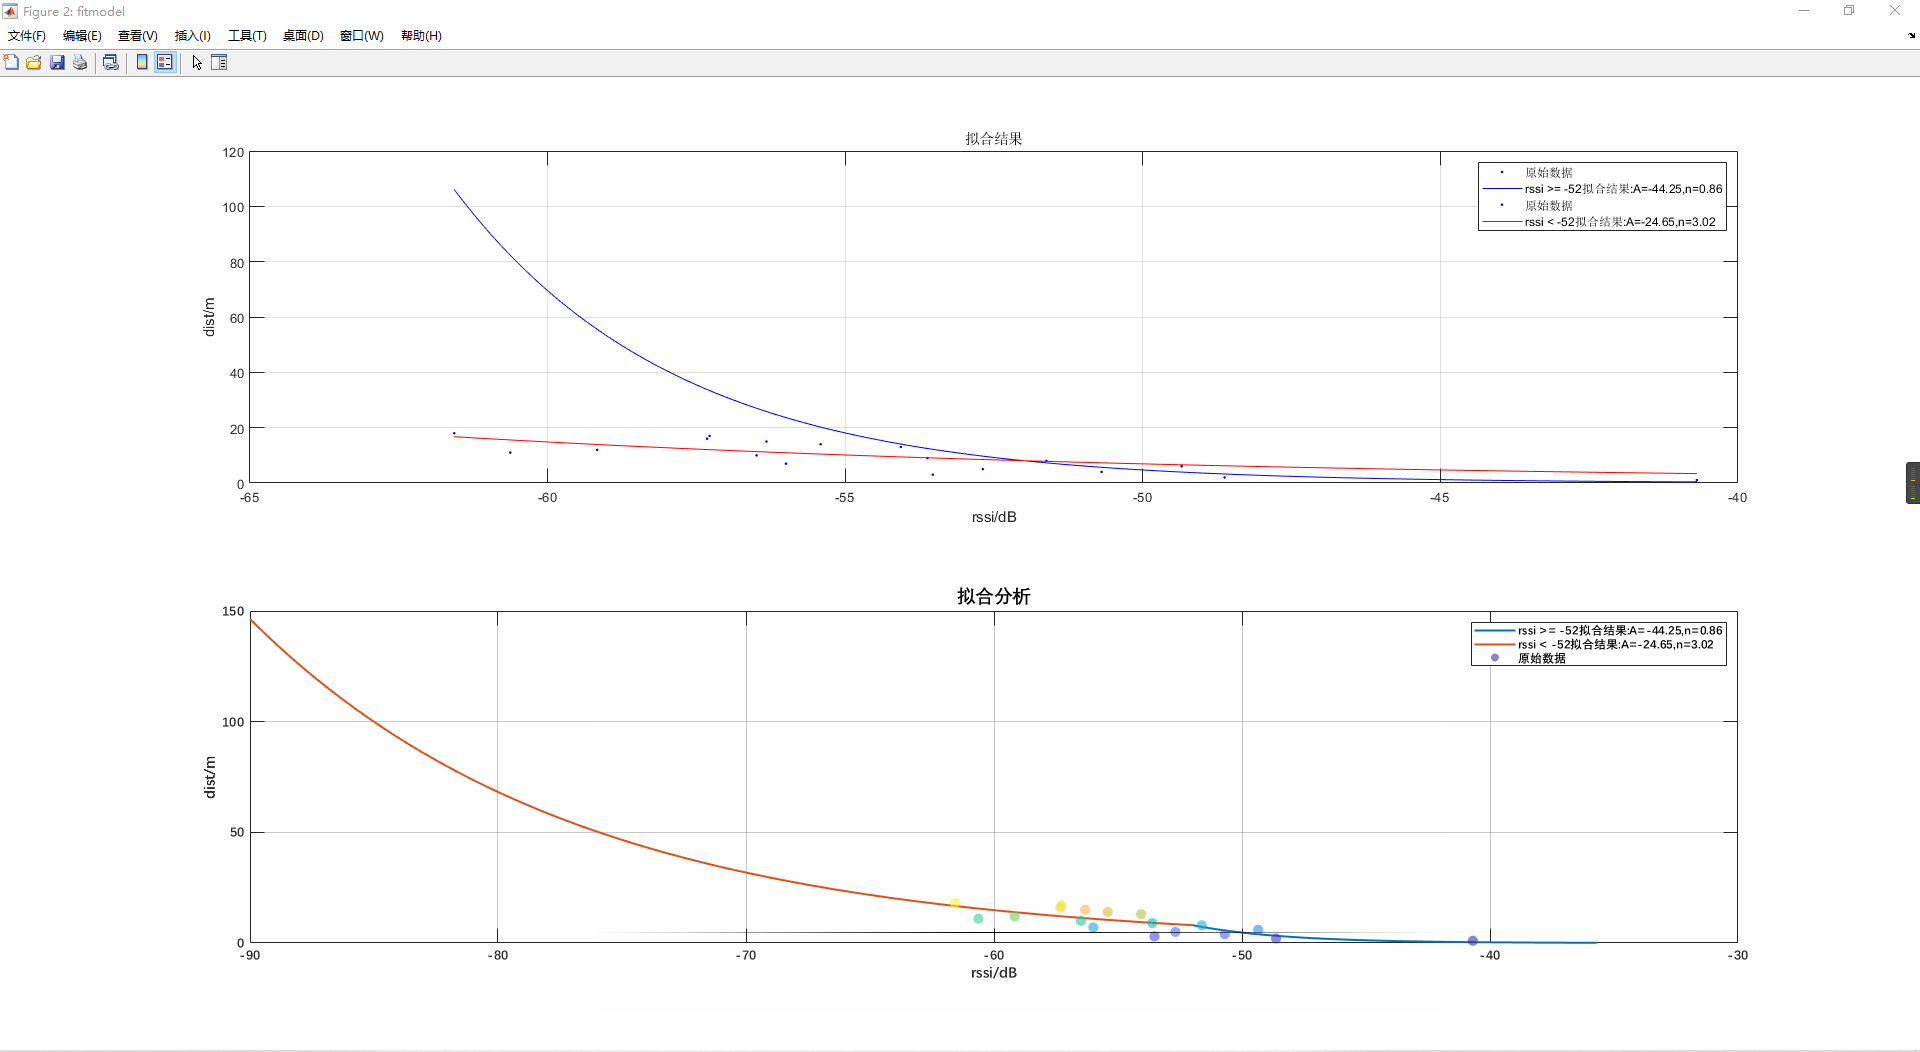 Figure 2: fitmodel
文件(F) 编辑(E) 查看(V) 插入(I) 工具(T) 桌面(D) 窗口(W) 帮助(H)
拟合结果
120
100
80
60
40
20
0
dist/m
原始数据
rssi >= -52拟合结果:A=-44.25,n=0.86
原始数据
rssi < -52拟合结果:A=-24.65,n=3.02
-65 -60 -55 -50 -45 -40
rssi/dB
拟合分析
150
100
50
0
dist/m
rssi >= -52拟合结果:A=-44.25,n=0.86
rssi < -52拟合结果:A=-24.65,n=3.02
原始数据
-90 -80 -70 -60 -50 -40 -30
rssi/dB